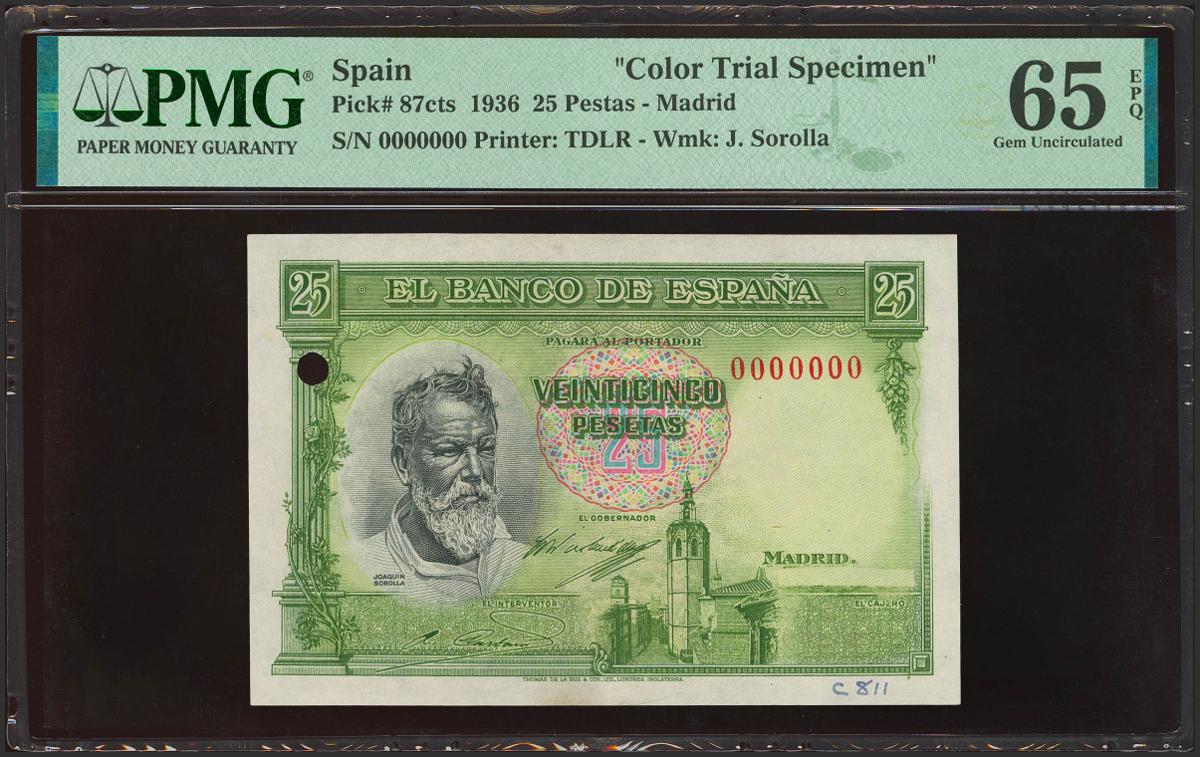 PMG®
PAPER MONEY GUARANTY
Spain "Color Trial Specimen"
Pick# 87cts 1936 25 Pestas - Madrid
S/N 0000000 Printer: TDLR - Wmk: J. Sorolla
65 EPQ
Gem Uncirculated
25 EL BANCO DE ESPAÑA 25
PAGARÁ AL PORTADOR
0000000
VEINTICINCO
PESETAS
25
EL GOBERNADOR
MADRID.
JOAQUIN
SOROLLA
EL INTERVENTOR
EL CAJERO
THOMAS DE LA RUE & COY., LTD., LONDRES, INGLATERRA.
C 811